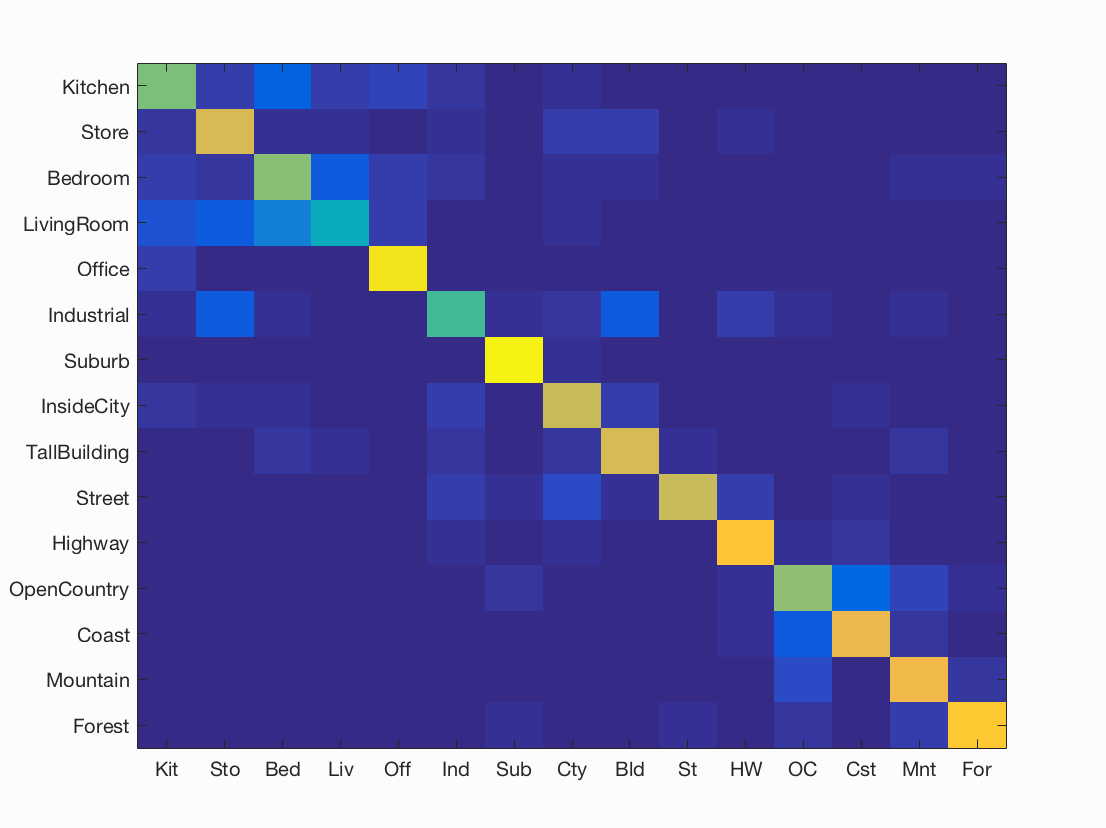 Kitchen
Store
Bedroom
LivingRoom
Office
Industrial
Suburb
InsideCity
TallBuilding
Street
Highway
OpenCountry
Coast
Mountain
Forest
Kit Sto Bed Liv Off Ind Sub Cty Bld St HW OC Cst Mnt For